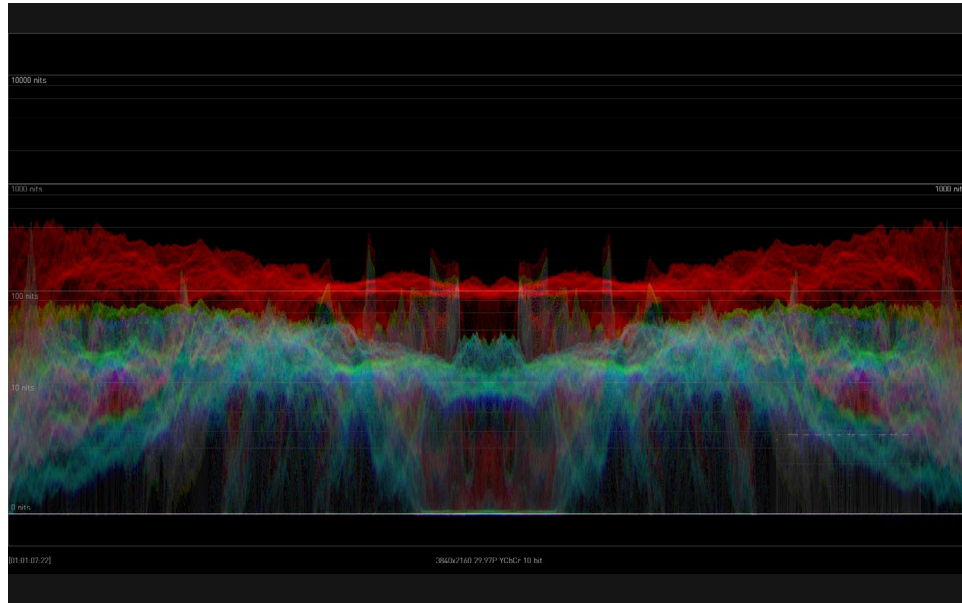 10000 nits
1000 nits
1000 nit
100 nits
10 nits
0 nits
[01:01:07:22]
3840x2160 29.97P YCbCr 10 bit